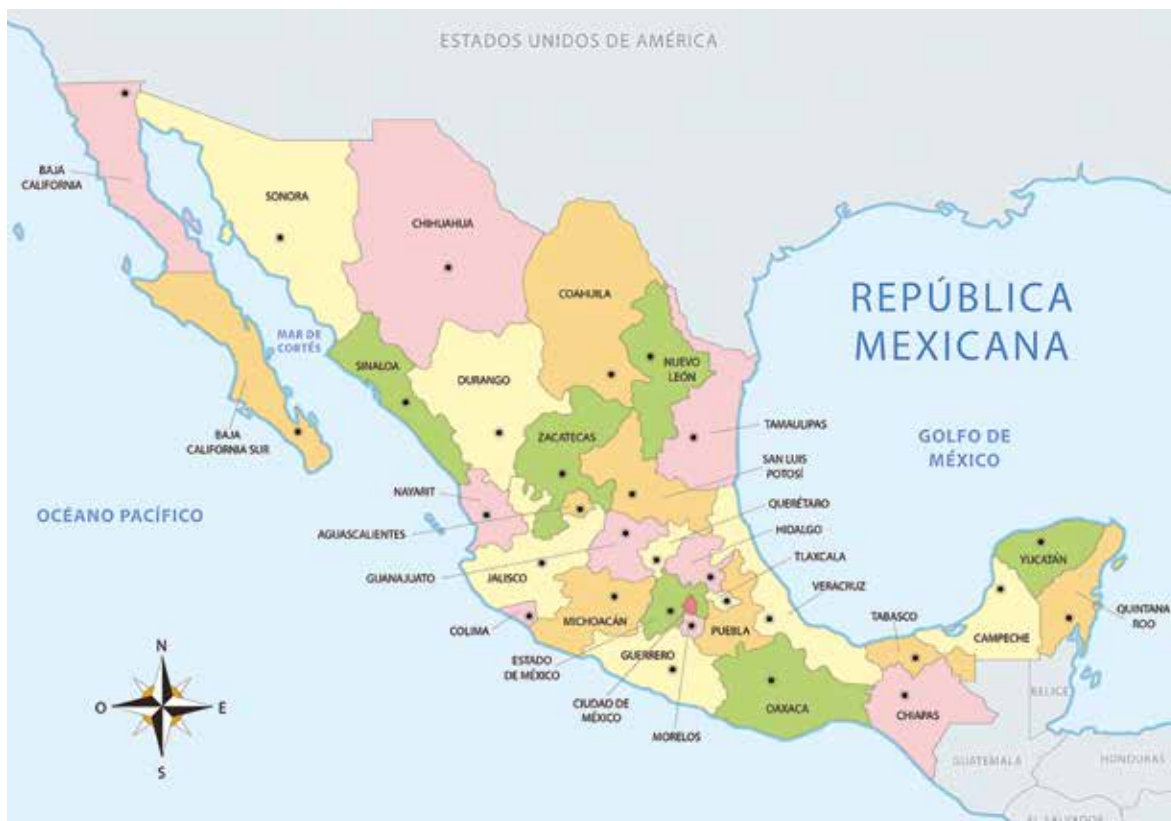 ESTADOS UNIDOS DE AMÉRICA
BAJA
CALIFORNIA
SONORA
CHIHUAHUA
COAHUILA
REPÚBLICA
MEXICANA
MAR DE
CORTÉS
SINALOA
DURANGO
NUEVO
LEÓN
BAJA
CALIFORNIA SUR
ZACATECAS
TAMAULIPAS
GOLFO DE
MÉXICO
SAN LUIS
POTOSÍ
NAYARIT
QUERÉTARO
OCÉANO PACÍFICO
AGUASCALIENTES
HIDALGO
TLAXCALA
YUCATÁN
GUANAJUATO
JALISCO
VERACRUZ
QUINTANA
ROO
TABASCO
CAMPECHE
COLIMA
MICHOACÁN
PUEBLA
ESTADO
DE MÉXICO
GUERRERO
CIUDAD DE
MÉXICO
MORELOS
OAXACA
CHIAPAS
BELICE
GUATEMALA
HONDURAS
EL SALVADOR
N
O
E
S